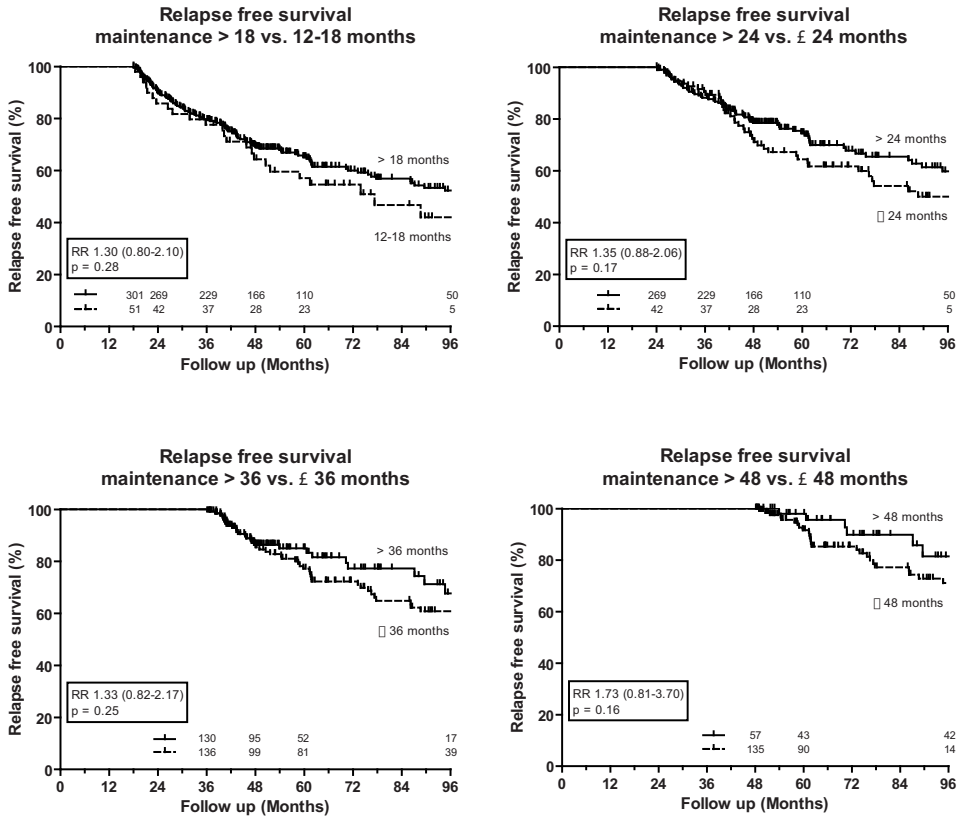 Relapse free survival
maintenance > 18 vs. 12-18 months
Relapse free survival (%)
100
80
60
40
20
0
> 18 months
12-18 months
RR 1.30 (0.80-2.10)
p = 0.28
301 269 229 166 110 50
51 42 37 28 23 5
0 12 24 36 48 60 72 84 96
Follow up (Months)
Relapse free survival
maintenance > 24 vs. £ 24 months
Relapse free survival (%)
100
80
60
40
20
0
> 24 months
▯ 24 months
RR 1.35 (0.88-2.06)
p = 0.17
269 229 166 110 50
42 37 28 23 5
0 12 24 36 48 60 72 84 96
Follow up (Months)
Relapse free survival
maintenance > 36 vs. £ 36 months
Relapse free survival (%)
100
80
60
40
20
0
> 36 months
▯ 36 months
RR 1.33 (0.82-2.17)
p = 0.25
130 95 52 17
136 99 81 39
0 12 24 36 48 60 72 84 96
Follow up (Months)
Relapse free survival
maintenance > 48 vs. £ 48 months
Relapse free survival (%)
100
80
60
40
20
0
> 48 months
▯ 48 months
RR 1.73 (0.81-3.70)
p = 0.16
57 43 42
135 90 14
0 12 24 36 48 60 72 84 96
Follow up (Months)